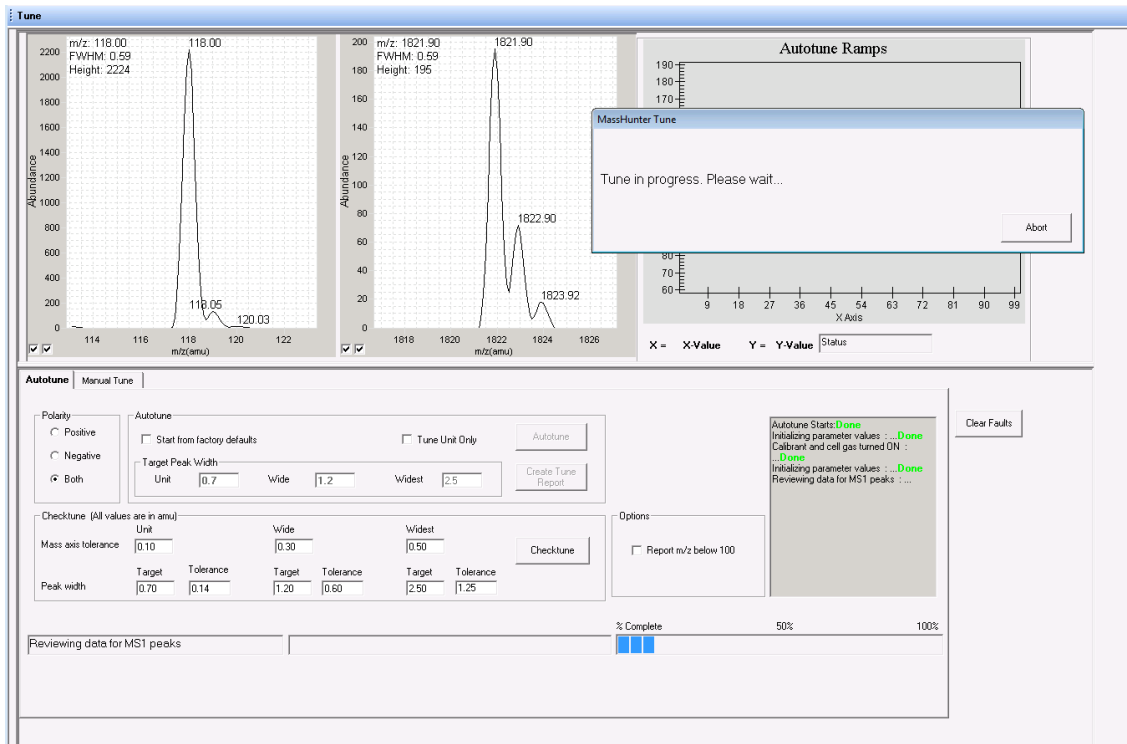 Tune
m/z: 118.00
FWHM: 0.59
Height: 2224
118.00
118.05
120.03
2200
2000
1800
1600
1400
1200
1000
800
600
400
200
0
Abundance
114 116 118 120 122
m/z(amu)
m/z: 1821.90
FWHM: 0.59
Height: 195
1821.90
1822.90
1823.92
200
180
160
140
120
100
80
60
40
20
0
Abundance
1818 1820 1822 1824 1826
m/z(amu)
Autotune Ramps
190
180
170
80
70
60
9 18 27 36 45 54 63 72 81 90 99
X Axis
X = X-Value Y = Y-Value Status
MassHunter Tune
Tune in progress. Please wait...
Abort
Autotune Manual Tune
Polarity
Positive
Negative
Both
Autotune
Start from factory defaults Tune Unit Only Autotune
Target Peak Width
Unit 0.7 Wide 1.2 Widest 2.5
Create Tune
Report
Checktune (All values are in amu)
Unit Wide Widest
Mass axis tolerance 0.10 0.30 0.50
Checktune
Target Tolerance Target Tolerance Target Tolerance
Peak width 0.70 0.14 1.20 0.60 2.50 1.25
Options
Report m/z below 100
Autotune Starts:Done
Initializing parameter values : ...Done
Calibrant and cell gas turned ON :
...Done
Initializing parameter values : ...Done
Reviewing data for MS1 peaks : ...
Clear Faults
% Complete 50% 100%
Reviewing data for MS1 peaks